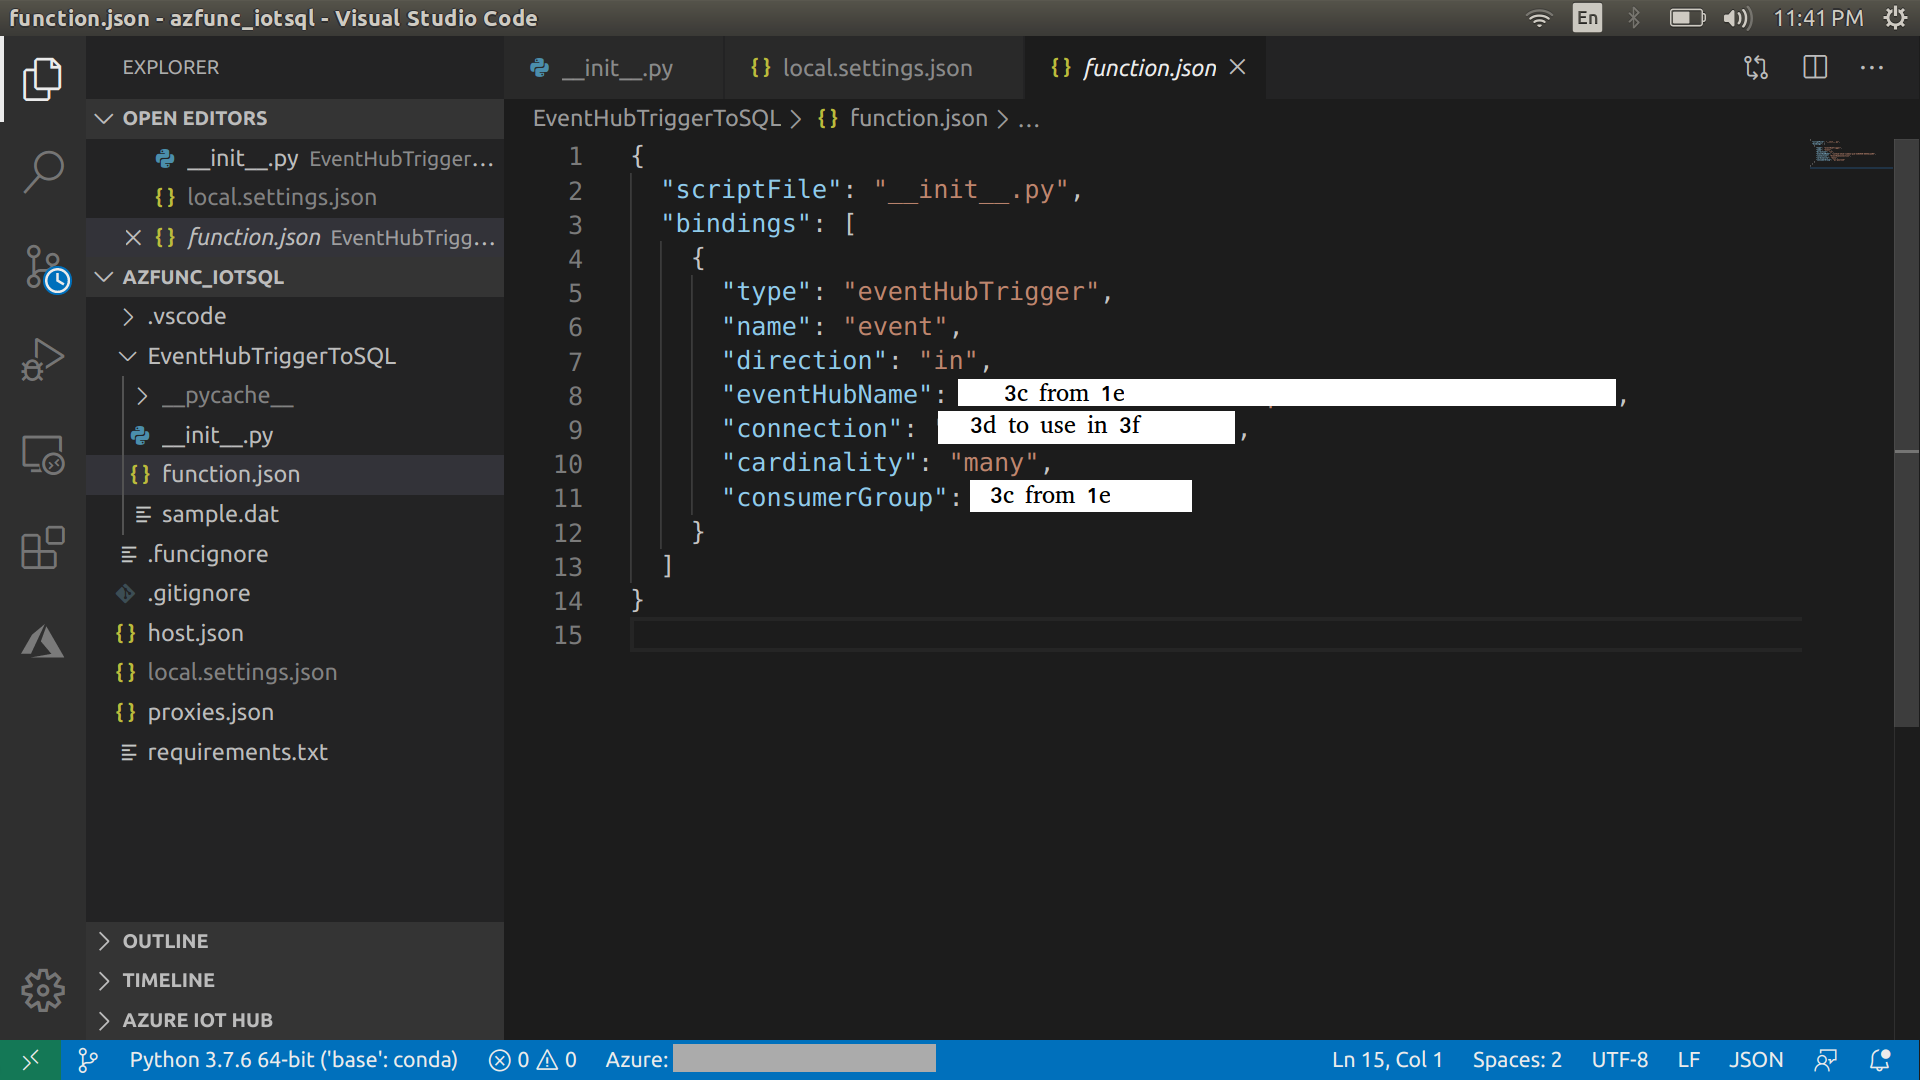 function.json - azfunc_iotsql - Visual Studio Code
En
11:41 PM
EXPLORER
OPEN EDITORS
__init__.py EventHubTrigger...
{} local.settings.json
{} function.json EventHubTrigg...
AZFUNC_IOTSQL
.vscode
EventHubTriggerToSQL
__pycache__
__init__.py
{} function.json
sample.dat
.funcignore
.gitignore
{} host.json
{} local.settings.json
{} proxies.json
requirements.txt
OUTLINE
TIMELINE
AZURE IOT HUB
__init__.py
{} local.settings.json
{} function.json
EventHubTriggerToSQL > {} function.json > ...
1 {
2 "scriptFile": "__init__.py",
3 "bindings": [
4 {
5 "type": "eventHubTrigger",
6 "name": "event",
7 "direction": "in",
8 "eventHubName": 3c from 1e ,
9 "connection": 3d to use in 3f ,
10 "cardinality": "many",
11 "consumerGroup": 3c from 1e
12 }
13 ]
14 }
15
Python 3.7.6 64-bit ('base': conda)
0
0
Azure:
Ln 15, Col 1
Spaces: 2
UTF-8
LF
JSON